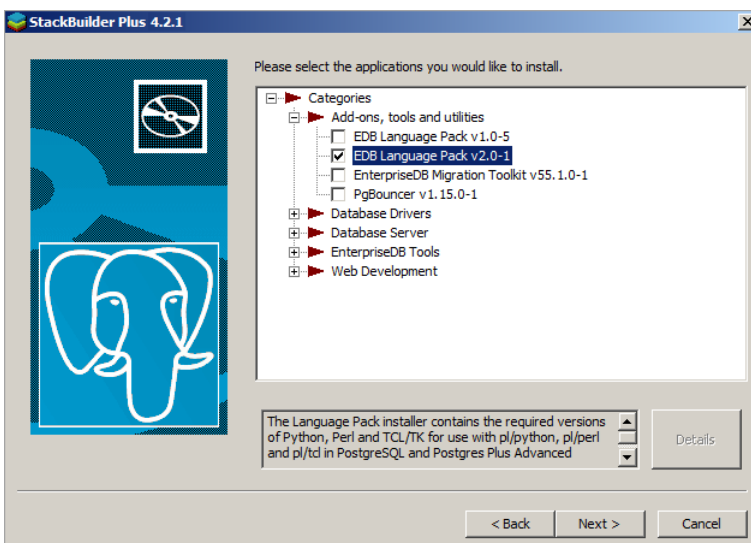 StackBuilder Plus 4.2.1
Please select the applications you would like to install.
Categories
Add-ons, tools and utilities
EDB Language Pack v1.0-5
EDB Language Pack v2.0-1
EnterpriseDB Migration Toolkit v55.1.0-1
PgBouncer v1.15.0-1
Database Drivers
Database Server
EnterpriseDB Tools
Web Development
The Language Pack installer contains the required versions
of Python, Perl and TCL/TK for use with pl/python, pl/perl
and pl/tcl in PostgreSQL and Postgres Plus Advanced
Details
< Back
Next >
Cancel